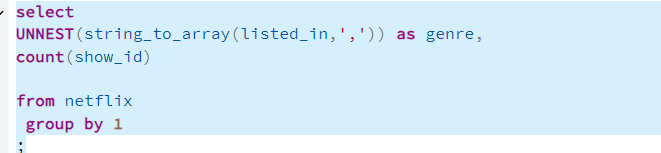 select
UNNEST(string_to_array(listed_in,',')) as genre,
count(show_id)
from netflix
group by 1
;